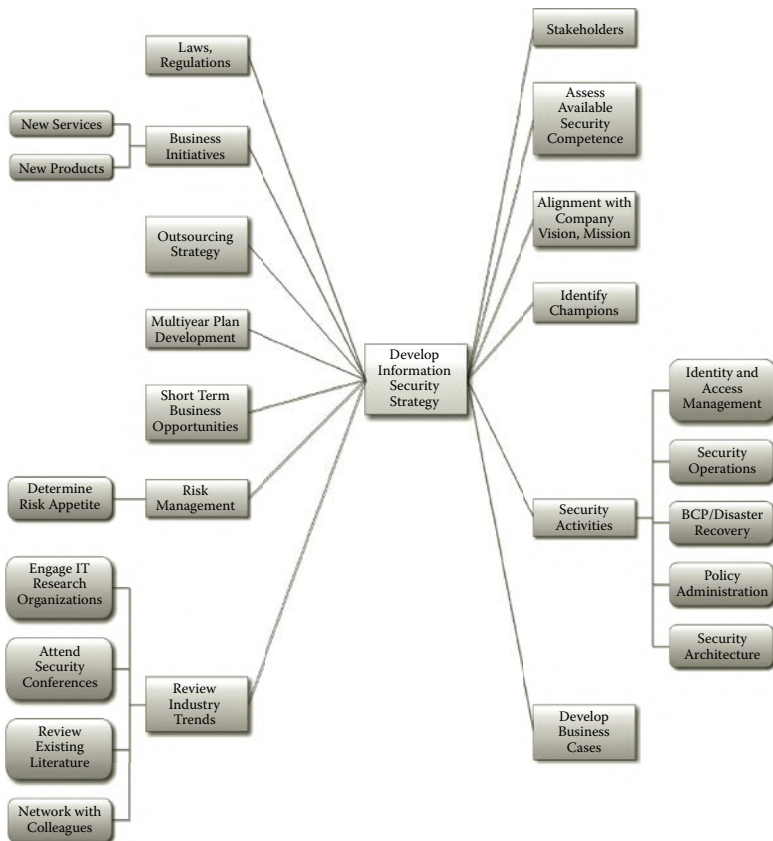 Laws,
Regulations
New Services
New Products
Business
Initiatives
Outsourcing
Strategy
Multiyear Plan
Development
Short Term
Business
Opportunities
Determine
Risk Appetite
Risk
Management
Engage IT
Research
Organizations
Attend
Security
Conferences
Review
Existing
Literature
Network with
Colleagues
Review
Industry
Trends
Develop
Information
Security
Strategy
Stakeholders
Assess
Available
Security
Competence
Alignment with
Company
Vision, Mission
Identify
Champions
Security
Activities
Identity and
Access
Management
Security
Operations
BCP/Disaster
Recovery
Policy
Administration
Security
Architecture
Develop
Business
Cases